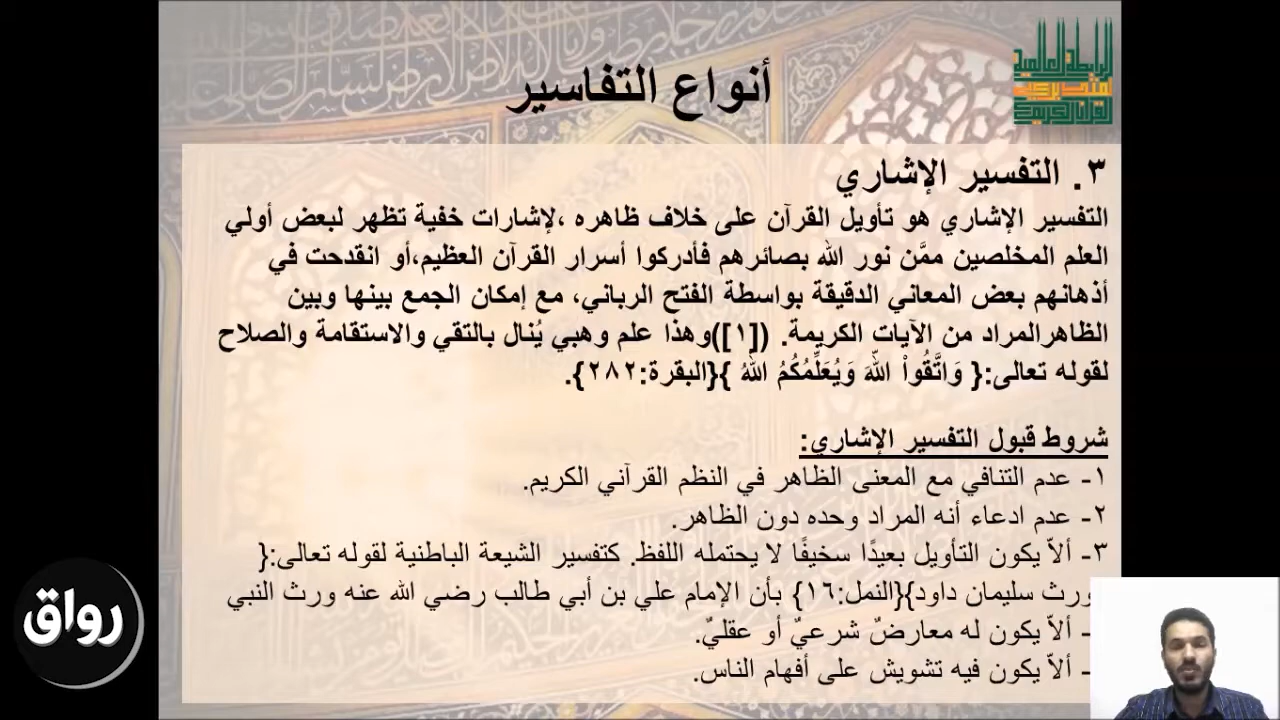 أنواع التفاسير
٣. التفسير الإشاري
التفسير الإشاري هو تأويل القرآن على خلاف ظاهره ،لإشارات خفية تظهر لبعض أولي
العلم المخلصين ممَّن نور الله بصائرهم فأدركوا أسرار القرآن العظيم،أو انقدحت في
أذهانهم بعض المعاني الدقيقة بواسطة الفتح الرباني، مع إمكان الجمع بينها وبين
الظاهرالمراد من الآيات الكريمة. ([١])وهذا علم وهبي يُنال بالتقي والاستقامة والصلاح
لقوله تعالى:{ وَاتَّقُواْ اللّهَ وَيُعَلِّمُكُمُ اللّهُ }{البقرة:٢٨٢}.
شروط قبول التفسير الإشاري:
١- عدم التنافي مع المعنى الظاهر في النظم القرآني الكريم.
٢- عدم ادعاء أنه المراد وحده دون الظاهر.
٣- ألاّ يكون التأويل بعيدًا سخيفًا لا يحتمله اللفظ. كتفسير الشيعة الباطنية لقوله تعالى:{
ورث سليمان داود}{النمل:١٦} بأن الإمام علي بن أبي طالب رضي الله عنه ورث النبي
- ألاّ يكون له معارضٌ شرعيٌ أو عقليٌ.
- ألاّ يكون فيه تشويش على أفهام الناس.
رواق